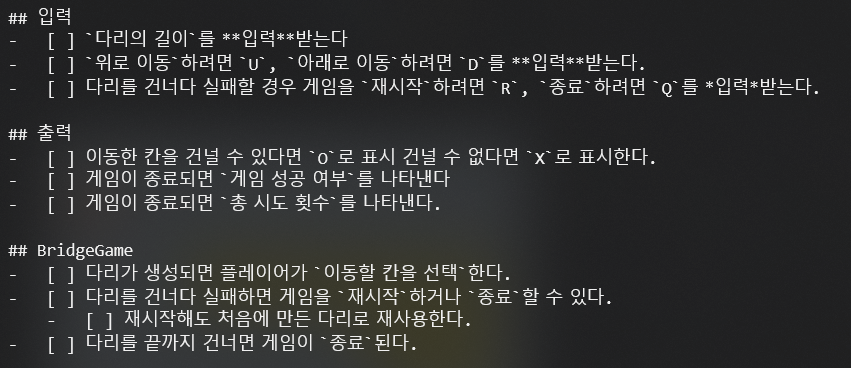 ## 입력
-   [ ] `다리의 길이`를 **입력**받는다
-   [ ] `위로 이동`하려면 `U`, `아래로 이동`하려면 `D`를 **입력**받는다.
-   [ ] 다리를 건너다 실패할 경우 게임을 `재시작`하려면 `R`, `종료`하려면 `Q`를 *입력*받는다.
## 출력
-   [ ] 이동한 칸을 건널 수 있다면 `O`로 표시 건널 수 없다면 `X`로 표시한다.
-   [ ] 게임이 종료되면 `게임 성공 여부`를 나타낸다
-   [ ] 게임이 종료되면 `총 시도 횟수`를 나타낸다.
## BridgeGame
-   [ ] 다리가 생성되면 플레이어가 `이동할 칸을 선택`한다.
-   [ ] 다리를 건너다 실패하면 게임을 `재시작`하거나 `종료`할 수 있다.
    -   [ ] 재시작해도 처음에 만든 다리로 재사용한다.
-   [ ] 다리를 끝까지 건너면 게임이 `종료`된다.